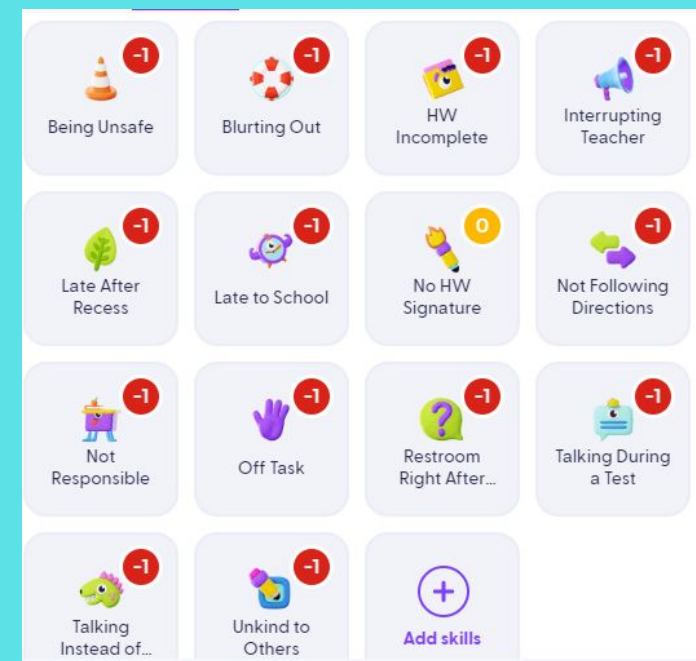 -1
Being Unsafe
-1
Blurting Out
-1
HW
Incomplete
-1
Interrupting
Teacher
-1
Late After
Recess
-1
Late to School
0
No HW
Signature
-1
Not Following
Directions
-1
Not
Responsible
-1
Off Task
-1
Restroom
Right After...
-1
Talking During
a Test
-1
Talking
Instead of...
-1
Unkind to
Others
Add skills